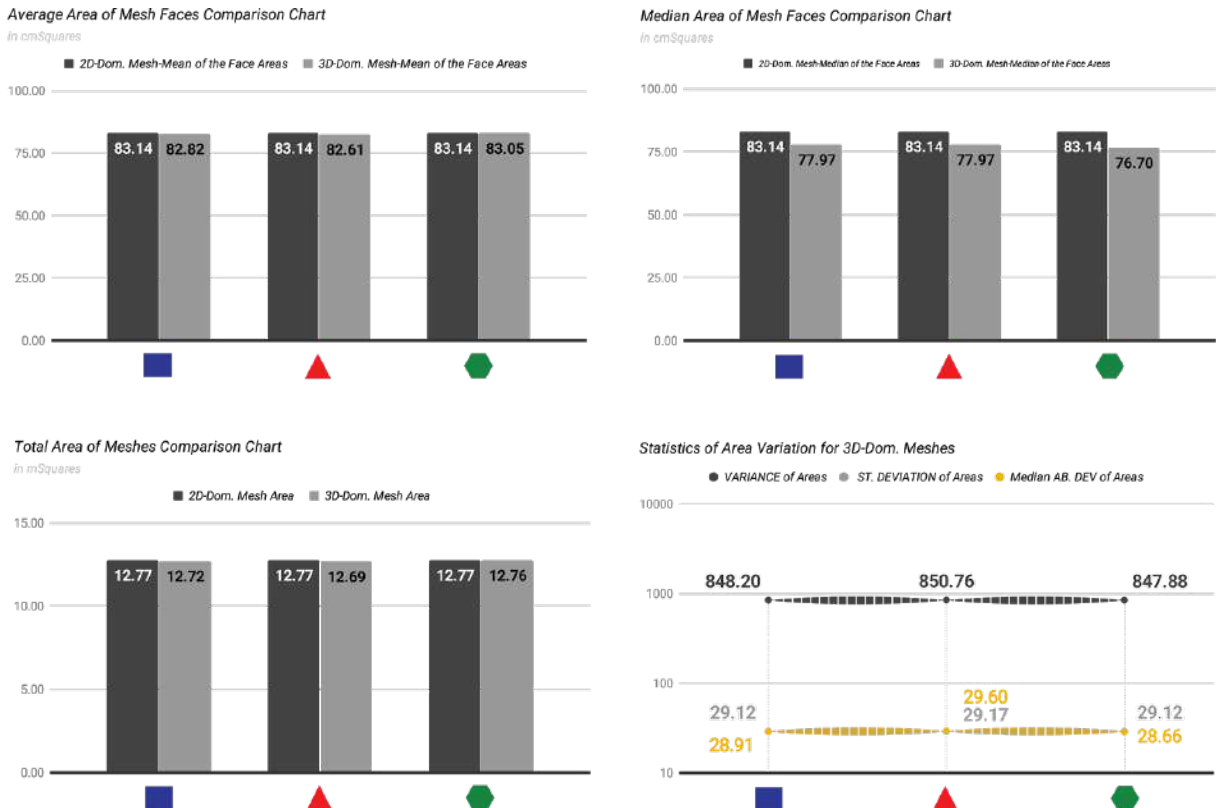 Average Area of Mesh Faces Comparison Chart
in cmSquares
2D-Dom. Mesh-Mean of the Face Areas 3D-Dom. Mesh-Mean of the Face Areas
100.00
75.00
50.00
25.00
0.00
83.14 82.82 83.14 82.61 83.14 83.05
Median Area of Mesh Faces Comparison Chart
in cmSquares
2D-Dom. Mesh-Median of the Face Areas 3D-Dom. Mesh-Median of the Face Areas
100.00
75.00
50.00
25.00
0.00
83.14 77.97 83.14 77.97 83.14 76.70
Total Area of Meshes Comparison Chart
in mSquares
2D-Dom. Mesh Area 3D-Dom. Mesh Area
15.00
10.00
5.00
0.00
12.77 12.72 12.77 12.69 12.77 12.76
Statistics of Area Variation for 3D-Dom. Meshes
VARIANCE of Areas ST. DEVIATION of Areas Median AB. DEV of Areas
10000
1000
100
10
848.20 850.76 847.88
29.60
29.12 29.17 29.12
28.91 28.66